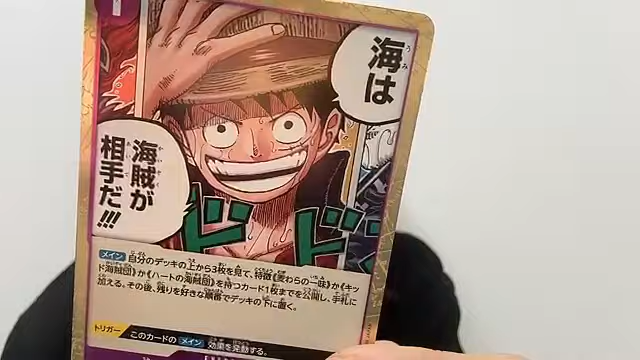 1
海は
海賊が
相手だ!!!
ドド
メイン 自分のデッキの上から3枚を見て、特徴《麦わらの一味》か《キッ
ド海賊団》か《ハートの海賊団》を持つカード1枚までを公開し、手札に
加える。その後、残りを好きな順番でデッキの下に置く。
トリガー このカードの メイン 効果を発動する。